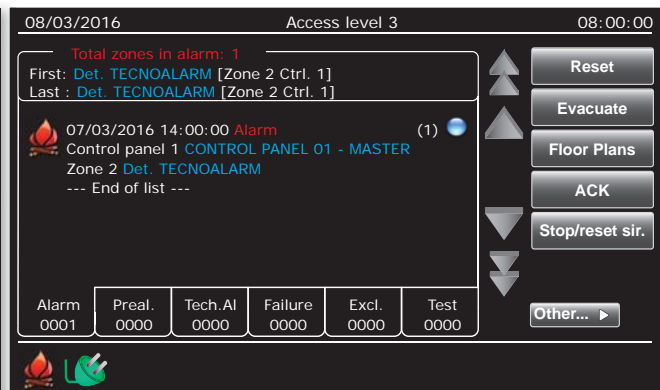 08/03/2016 Access level 3 08:00:00
Total zones in alarm: 1
First: Det. TECNOALARM [Zone 2 Ctrl. 1]
Last : Det. TECNOALARM [Zone 2 Ctrl. 1]
07/03/2016 14:00:00 Alarm (1)
Control panel 1 CONTROL PANEL 01 - MASTER
Zone 2 Det. TECNOALARM
--- End of list ---
Reset
Evacuate
Floor Plans
ACK
Stop/reset sir.
Other...
Alarm Preal. Tech.Al Failure Excl. Test
0001 0000 0000 0000 0000 0000